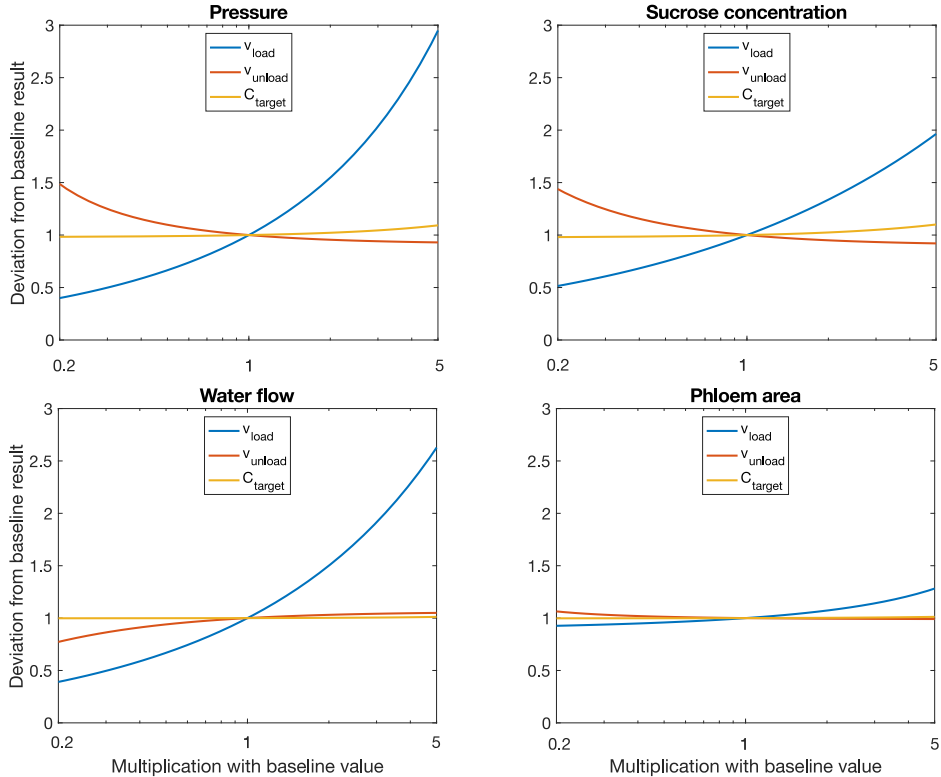 Pressure
Deviation from baseline result
3
2.5
2
1.5
1
0.5
0
v_load
v_unload
C_target
0.2
1
5
Sucrose concentration
3
2.5
2
1.5
1
0.5
0
v_load
v_unload
C_target
0.2
1
5
Water flow
Deviation from baseline result
3
2.5
2
1.5
1
0.5
0
v_load
v_unload
C_target
0.2
1
5
Multiplication with baseline value
Phloem area
3
2.5
2
1.5
1
0.5
0
v_load
v_unload
C_target
0.2
1
5
Multiplication with baseline value